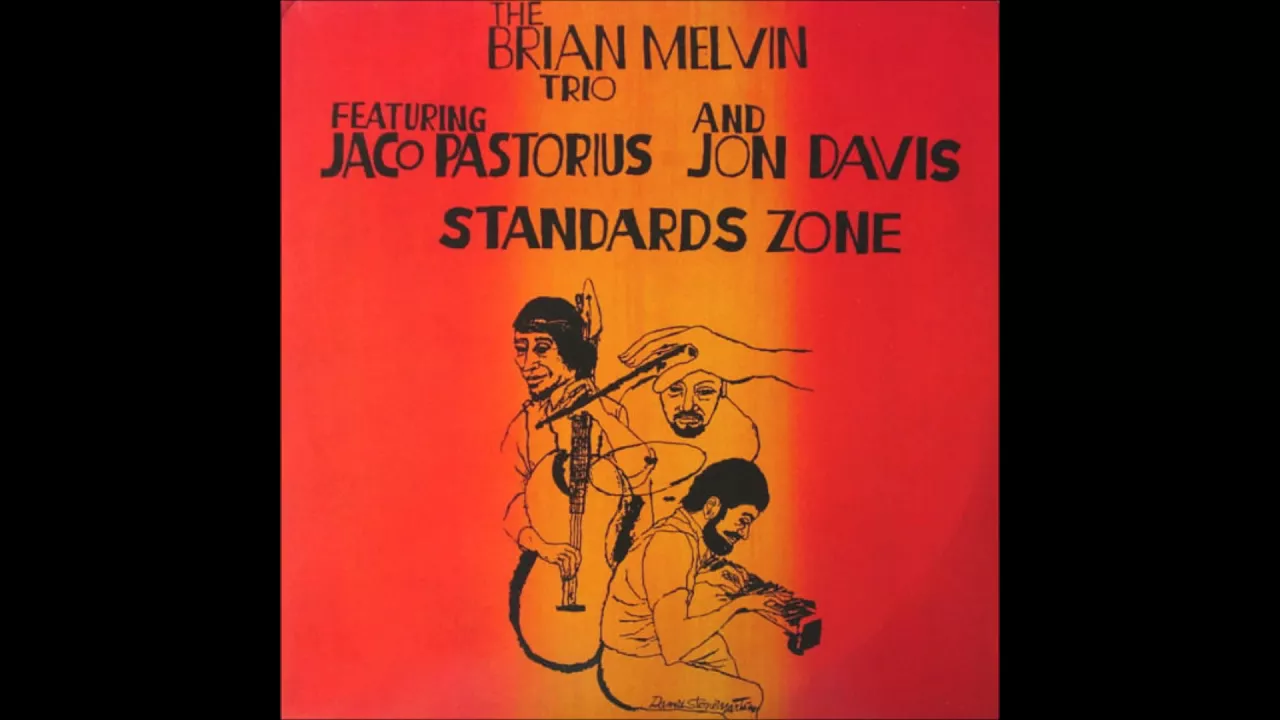 THE
BRIAN MELVIN
TRIO
FEATURING AND
JACO PASTORIUS JON DAVIS
STANDARDS ZONE